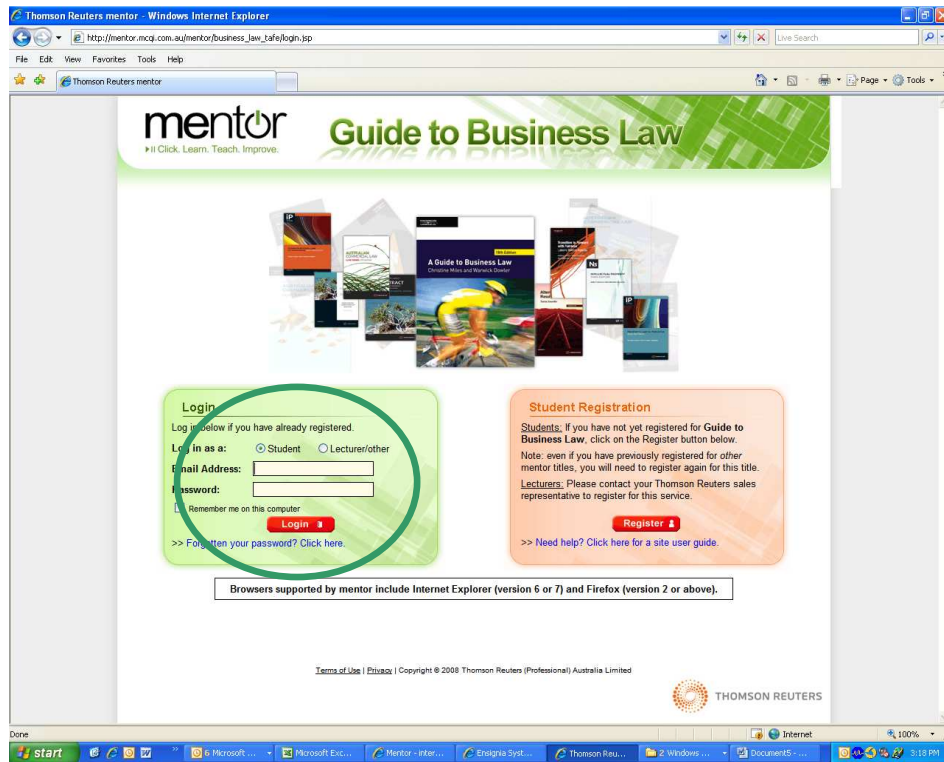 Thomson Reuters mentor - Windows Internet Explorer
http://mentor.mcqi.com.au/mentor/business_law_tafe/login.jsp
Live Search
File Edit View Favorites Tools Help
Thomson Reuters mentor
Page Tools
mentor
Click. Learn. Teach. Improve.
Guide to Business Law
A Guide to Business Law
Christine Miles and Warwick Dowler
Login
Log in below if you have already registered.
Log in as a: Student Lecturer/other
Email Address:
Password:
Remember me on this computer
Login
>> Forgotten your password? Click here.
Student Registration
Students: If you have not yet registered for Guide to
Business Law, click on the Register button below.
Note: even if you have previously registered for other
mentor titles, you will need to register again for this title.
Lecturers: Please contact your Thomson Reuters sales
representative to register for this service.
Register
>> Need help? Click here for a site user guide.
Browsers supported by mentor include Internet Explorer (version 6 or 7) and Firefox (version 2 or above).
Terms of Use | Privacy | Copyright © 2008 Thomson Reuters (Professional) Australia Limited
THOMSON REUTERS
Done
Internet
100%
start
6 Microsoft ...
Microsoft Exc...
Mentor - inter...
Ensignia Syst...
Thomson Reu...
2 Windows ...
Document5 - ...
3:18 PM